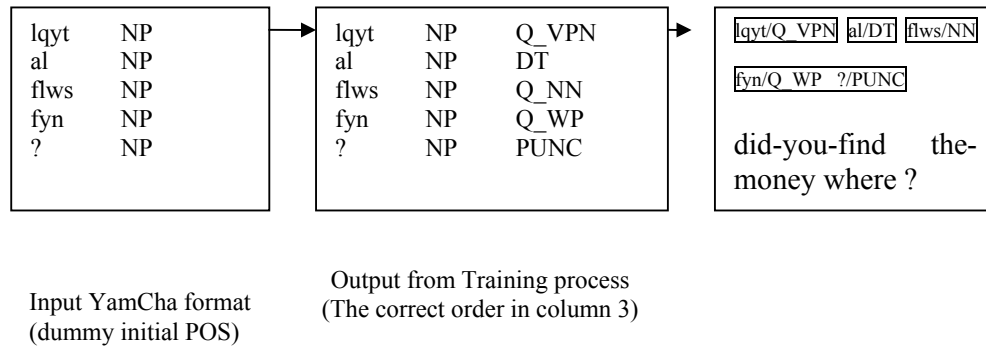 lqyt NP
al NP
flws NP
fyn NP
? NP
lqyt NP Q_VPN
al NP DT
flws NP Q_NN
fyn NP Q_WP
? NP PUNC
lqyt/Q_VPN al/DT flws/NN
fyn/Q_WP ?/PUNC
did-you-find the-
money where ?
Input YamCha format
(dummy initial POS)
Output from Training process
(The correct order in column 3)